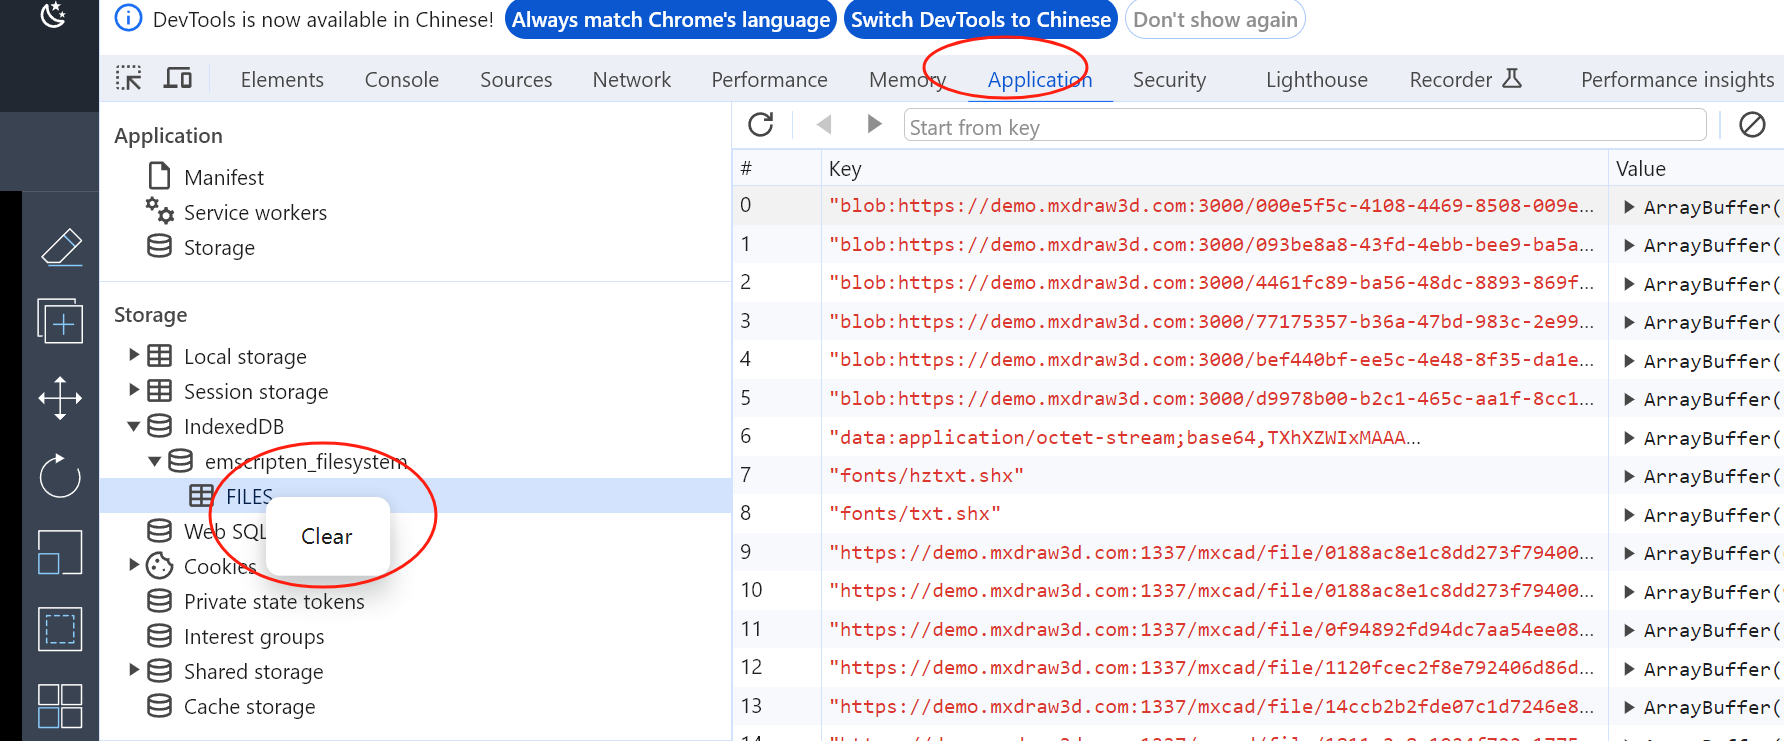 DevTools is now available in Chinese! Always match Chrome's language Switch DevTools to Chinese Don't show again
Elements Console Sources Network Performance Memory Application Security Lighthouse Recorder Performance insights
Application
Manifest
Service workers
Storage
Storage
Local storage
Session storage
IndexedDB
emscripten_filesystem
FILES
Web SQL
Clear
Cookies
Private state tokens
Interest groups
Shared storage
Cache storage
Start from key
# Key Value
0 "blob:https://demo.mxdraw3d.com:3000/000e5f5c-4108-4469-8508-009e... ArrayBuffer(
1 "blob:https://demo.mxdraw3d.com:3000/093be8a8-43fd-4ebb-bee9-ba5a... ArrayBuffer(
2 "blob:https://demo.mxdraw3d.com:3000/4461fc89-ba56-48dc-8893-869f... ArrayBuffer(
3 "blob:https://demo.mxdraw3d.com:3000/77175357-b36a-47bd-983c-2e99... ArrayBuffer(
4 "blob:https://demo.mxdraw3d.com:3000/bef440bf-ee5c-4e48-8f35-da1e... ArrayBuffer(
5 "blob:https://demo.mxdraw3d.com:3000/d9978b00-b2c1-465c-aa1f-8cc1... ArrayBuffer(
6 "data:application/octet-stream;base64,TXhXZWIxMAAA... ArrayBuffer(
7 "fonts/hztxt.shx" ArrayBuffer(
8 "fonts/txt.shx" ArrayBuffer(
9 "https://demo.mxdraw3d.com:1337/mxcad/file/0188ac8e1c8dd273f79400... ArrayBuffer(
10 "https://demo.mxdraw3d.com:1337/mxcad/file/0188ac8e1c8dd273f79400... ArrayBuffer(
11 "https://demo.mxdraw3d.com:1337/mxcad/file/0f94892fd94dc7aa54ee08... ArrayBuffer(
12 "https://demo.mxdraw3d.com:1337/mxcad/file/1120fcec2f8e792406d86d... ArrayBuffer(
13 "https://demo.mxdraw3d.com:1337/mxcad/file/14ccb2b2fde07c1d7246e8... ArrayBuffer(